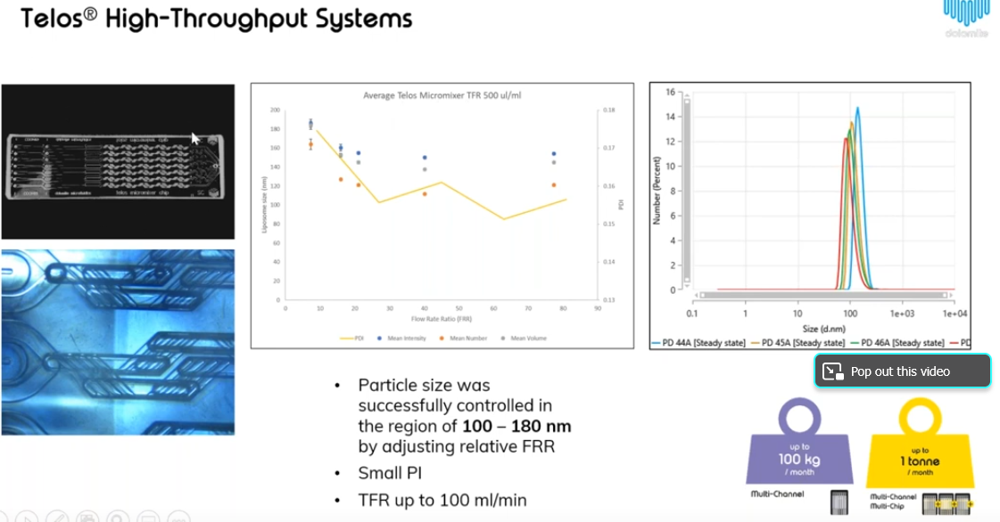 Telos® High-Throughput Systems
dolomite
telos micromixer chip
Average Telos Micromixer TFR 500 ul/ml
200
180
160
140
120
100
80
60
40
20
0
Liposome size (nm)
0.18
0.17
0.16
0.15
0.14
0.13
PDI
0 10 20 30 40 50 60 70 80 90
Flow Rate Ratio (FRR)
PDI Mean Intensity Mean Number Mean Volume
16
14
12
10
8
6
4
2
0
Number (Percent)
0.1 1 10 100 1e+03 1e+04
Size (d.nm)
PD 44A [Steady state] PD 45A [Steady state] PD 46A [Steady state] PD
Pop out this video
• Particle size was
successfully controlled in
the region of 100 – 180 nm
by adjusting relative FRR
• Small PI
• TFR up to 100 ml/min
up to
100 kg
/ month
Multi-Channel
up to
1 tonne
/ month
Multi-Channel
Multi-Chip